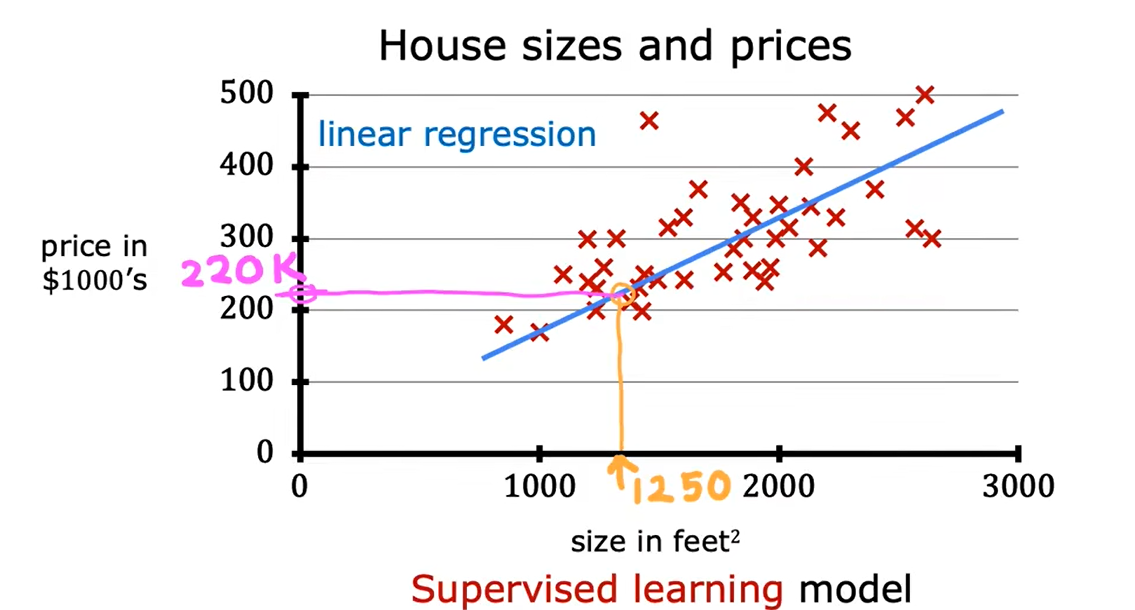 House sizes and prices
500
linear regression
400
300
price in
$1000's
220K
200
100
0
0 1000 1250 2000 3000
size in feet²
Supervised learning model